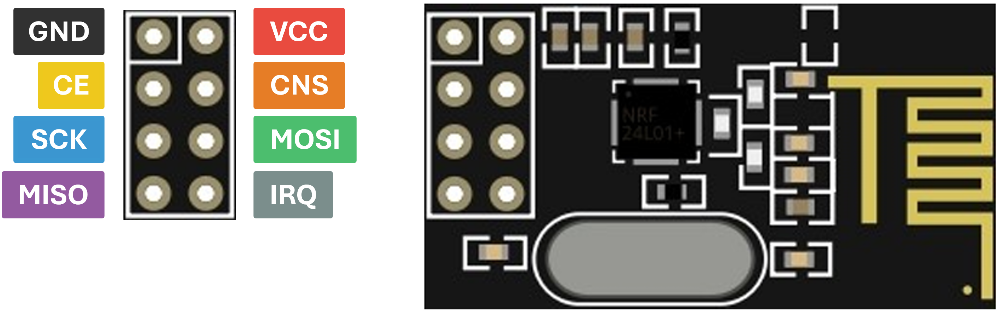 GND VCC
CE CNS
SCK MOSI
MISO IRQ
NRF
24L01+